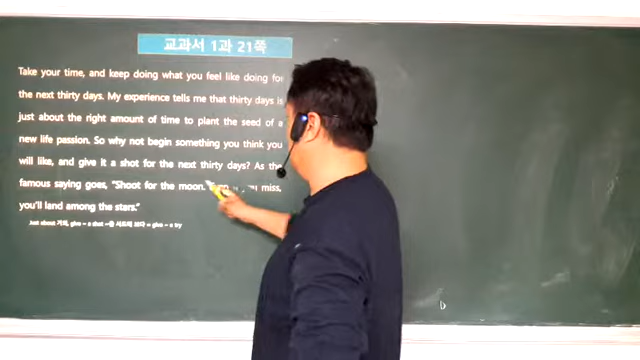 교과서 1과 21쪽
Take your time, and keep doing what you feel like doing for
the next thirty days. My experience tells me that thirty days is
just about the right amount of time to plant the seed of a
new life passion. So why not begin something you think you
will like, and give it a shot for the next thirty days? As the
famous saying goes, "Shoot for the moon. miss,
you'll land among the stars."
Just about 거의, give ~ a shot ~을 시도해 보다 = give ~ a try